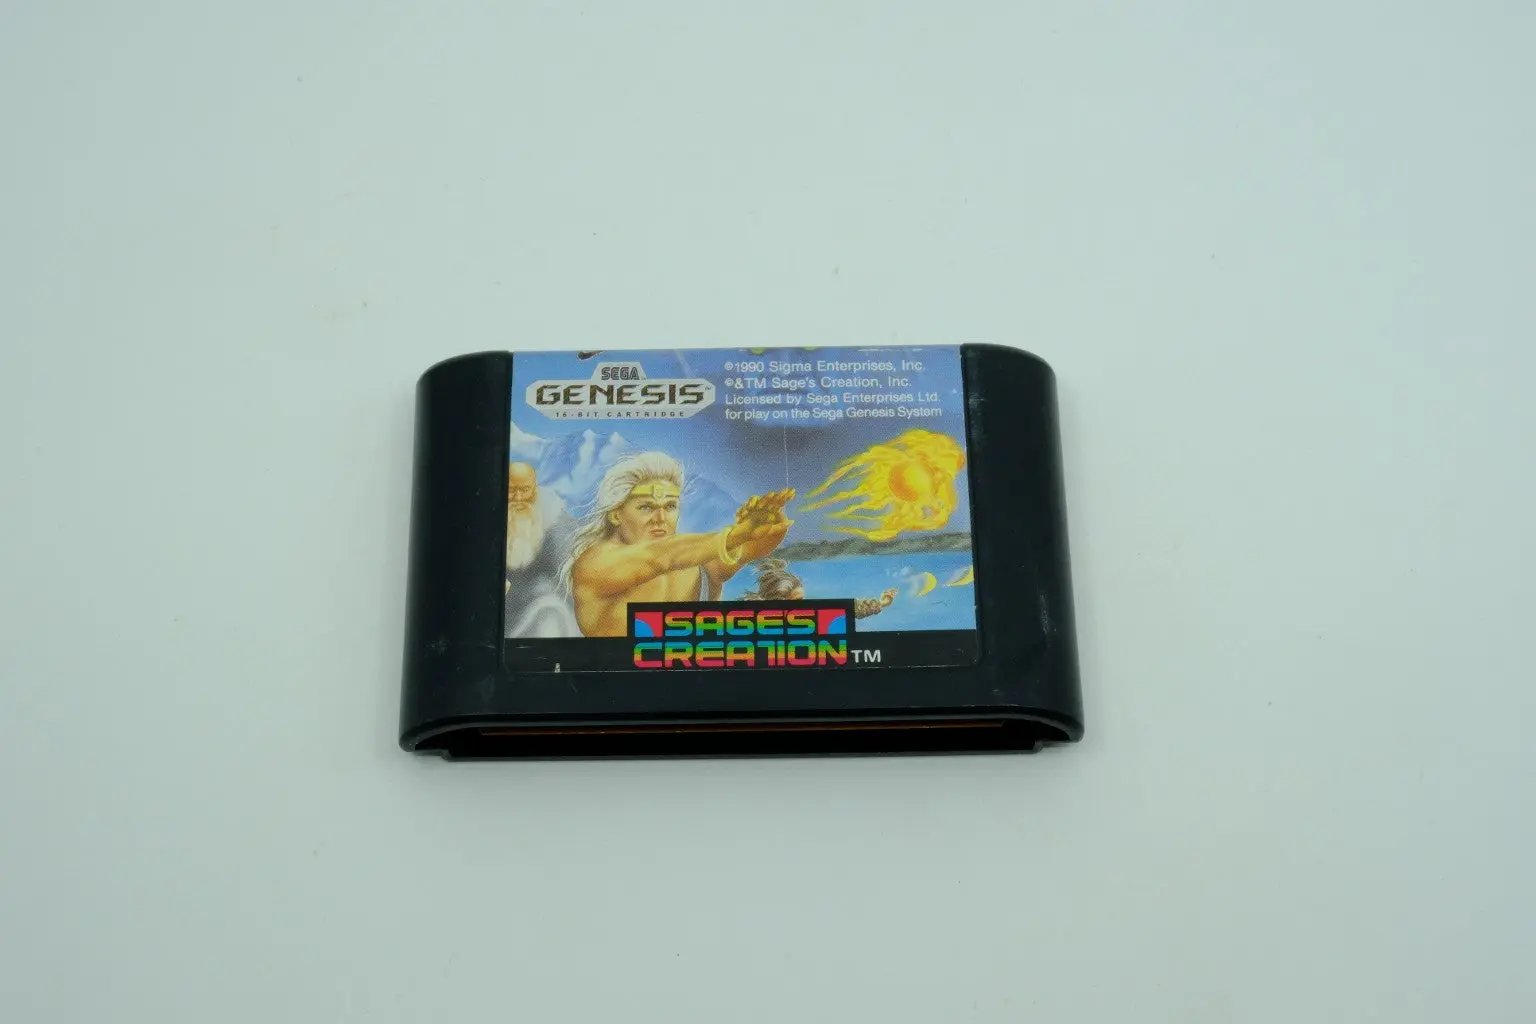 SEGA
GENESIS™
16-BIT CARTRIDGE
©1990 Sigma Enterprises, Inc.
©&TM Sage's Creation, Inc.
Licensed by Sega Enterprises Ltd.
for play on the Sega Genesis System
SAGE'S
CREATION TM